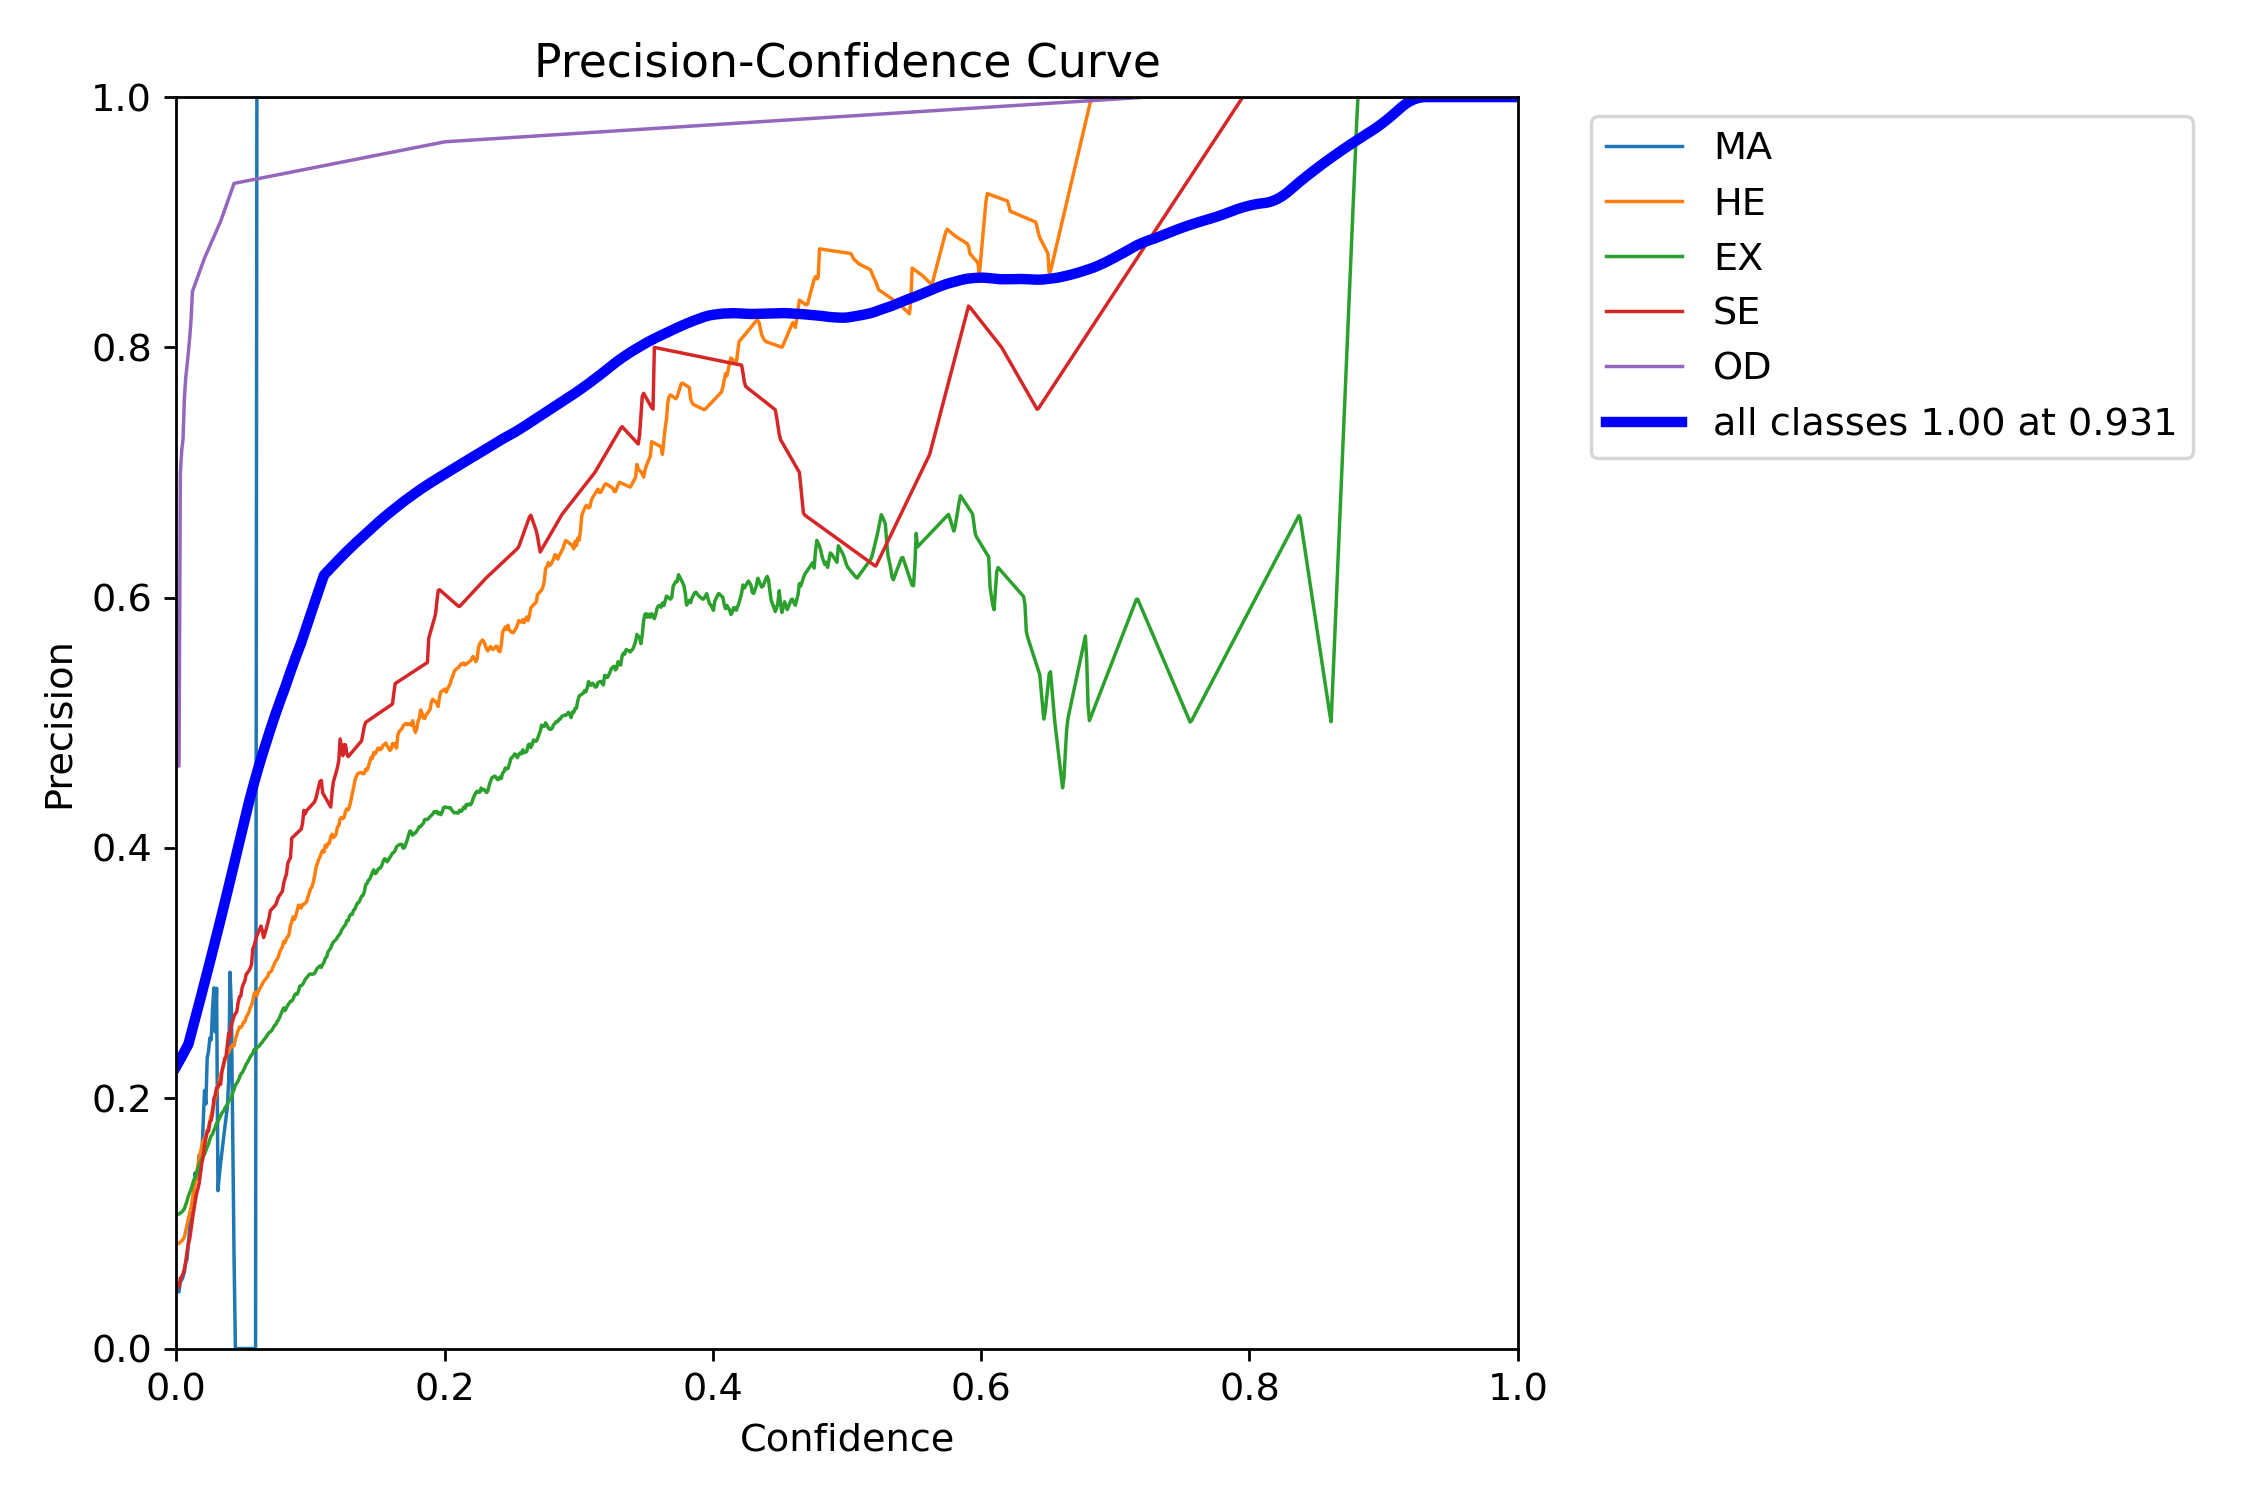 Precision-Confidence Curve
1.0
0.8
0.6
0.4
0.2
0.0
Precision
0.0 0.2 0.4 0.6 0.8 1.0
Confidence
MA
HE
EX
SE
OD
all classes 1.00 at 0.931